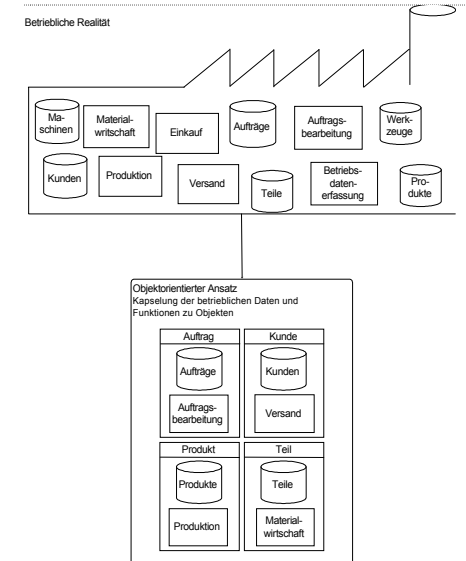 Betriebliche Realität
Ma-
schinen
Material-
writschaft
Einkauf
Aufträge
Auftrags-
bearbeitung
Werk-
zeuge
Kunden
Produktion
Versand
Teile
Betriebs-
daten-
erfassung
Pro-
dukte
Objektorientierter Ansatz
Kapselung der betrieblichen Daten und
Funktionen zu Objekten
Auftrag
Aufträge
Auftrags-
bearbeitung
Kunde
Kunden
Versand
Produkt
Produkte
Produktion
Teil
Teile
Material-
wirtschaft